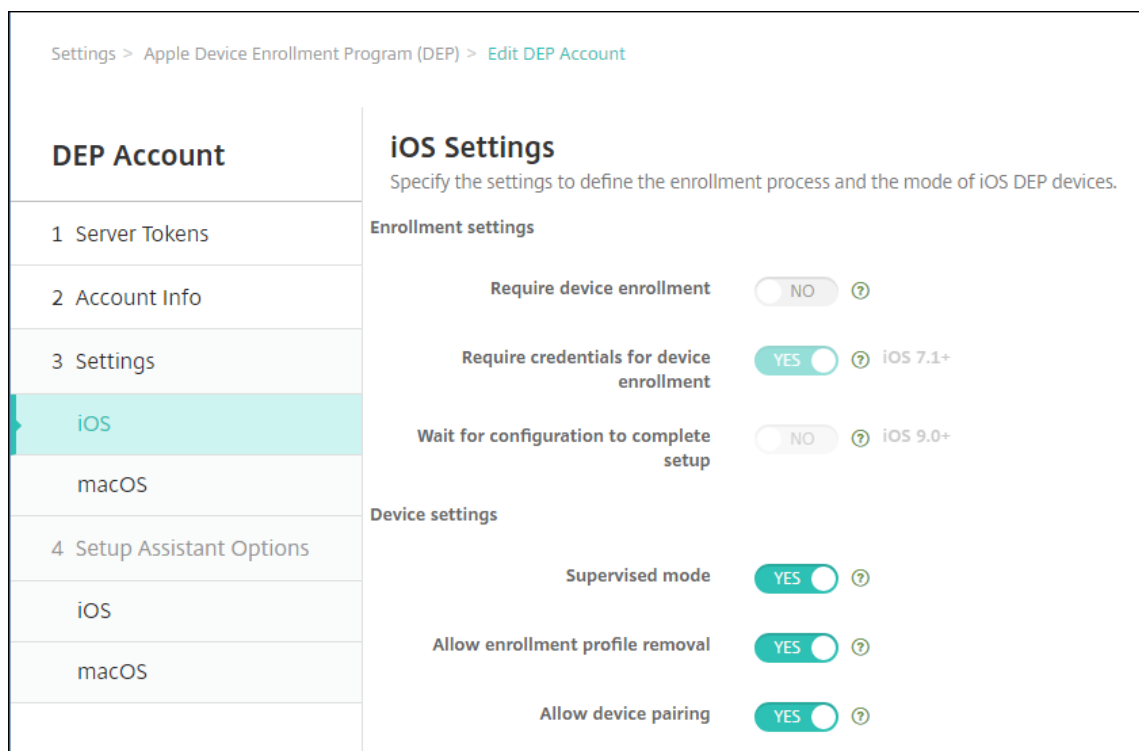 Settings > Apple Device Enrollment Program (DEP) > Edit DEP Account
DEP Account
1 Server Tokens
2 Account Info
3 Settings
iOS
macOS
4 Setup Assistant Options
iOS
macOS
iOS Settings
Specify the settings to define the enrollment process and the mode of iOS DEP devices.
Enrollment settings
Require device enrollment NO ?
Require credentials for device
enrollment YES ? iOS 7.1+
Wait for configuration to complete
setup NO ? iOS 9.0+
Device settings
Supervised mode YES ?
Allow enrollment profile removal YES ?
Allow device pairing YES ?